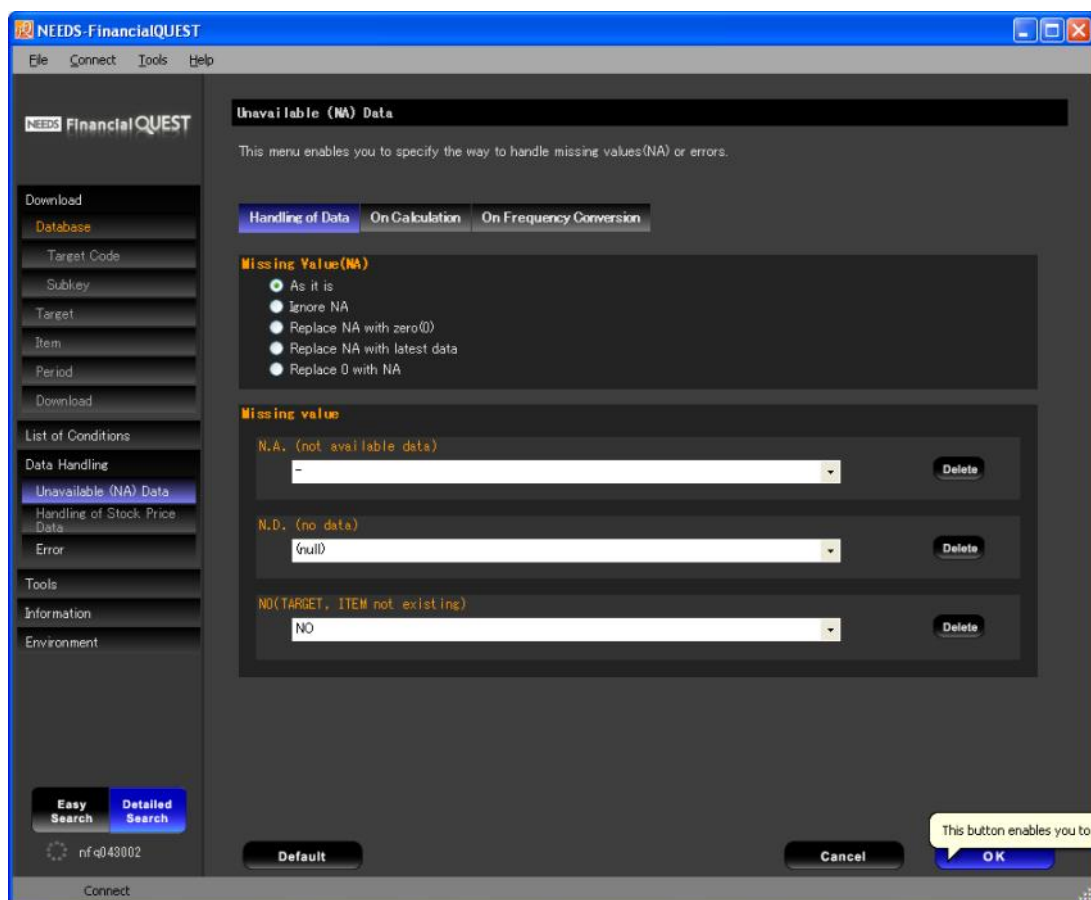 NEEDS-FinancialQUEST
File Connect Tools Help
NEEDS Financial QUEST
Unavailable (NA) Data
This menu enables you to specify the way to handle missing values(NA) or errors.
Download
Database
Target Code
Subkey
Target
Item
Period
Download
List of Conditions
Data Handling
Unavailable (NA) Data
Handling of Stock Price
Data
Error
Tools
Information
Environment
Handling of Data On Calculation On Frequency Conversion
Missing Value(NA)
As it is
Ignore NA
Replace NA with zero(0)
Replace NA with latest data
Replace 0 with NA
Missing value
N.A. (not available data)
- Delete
N.D. (no data)
(null) Delete
NO(TARGET, ITEM not existing)
NO Delete
Easy Search Detailed Search
nfq043002
This button enables you to
Default Cancel OK
Connect